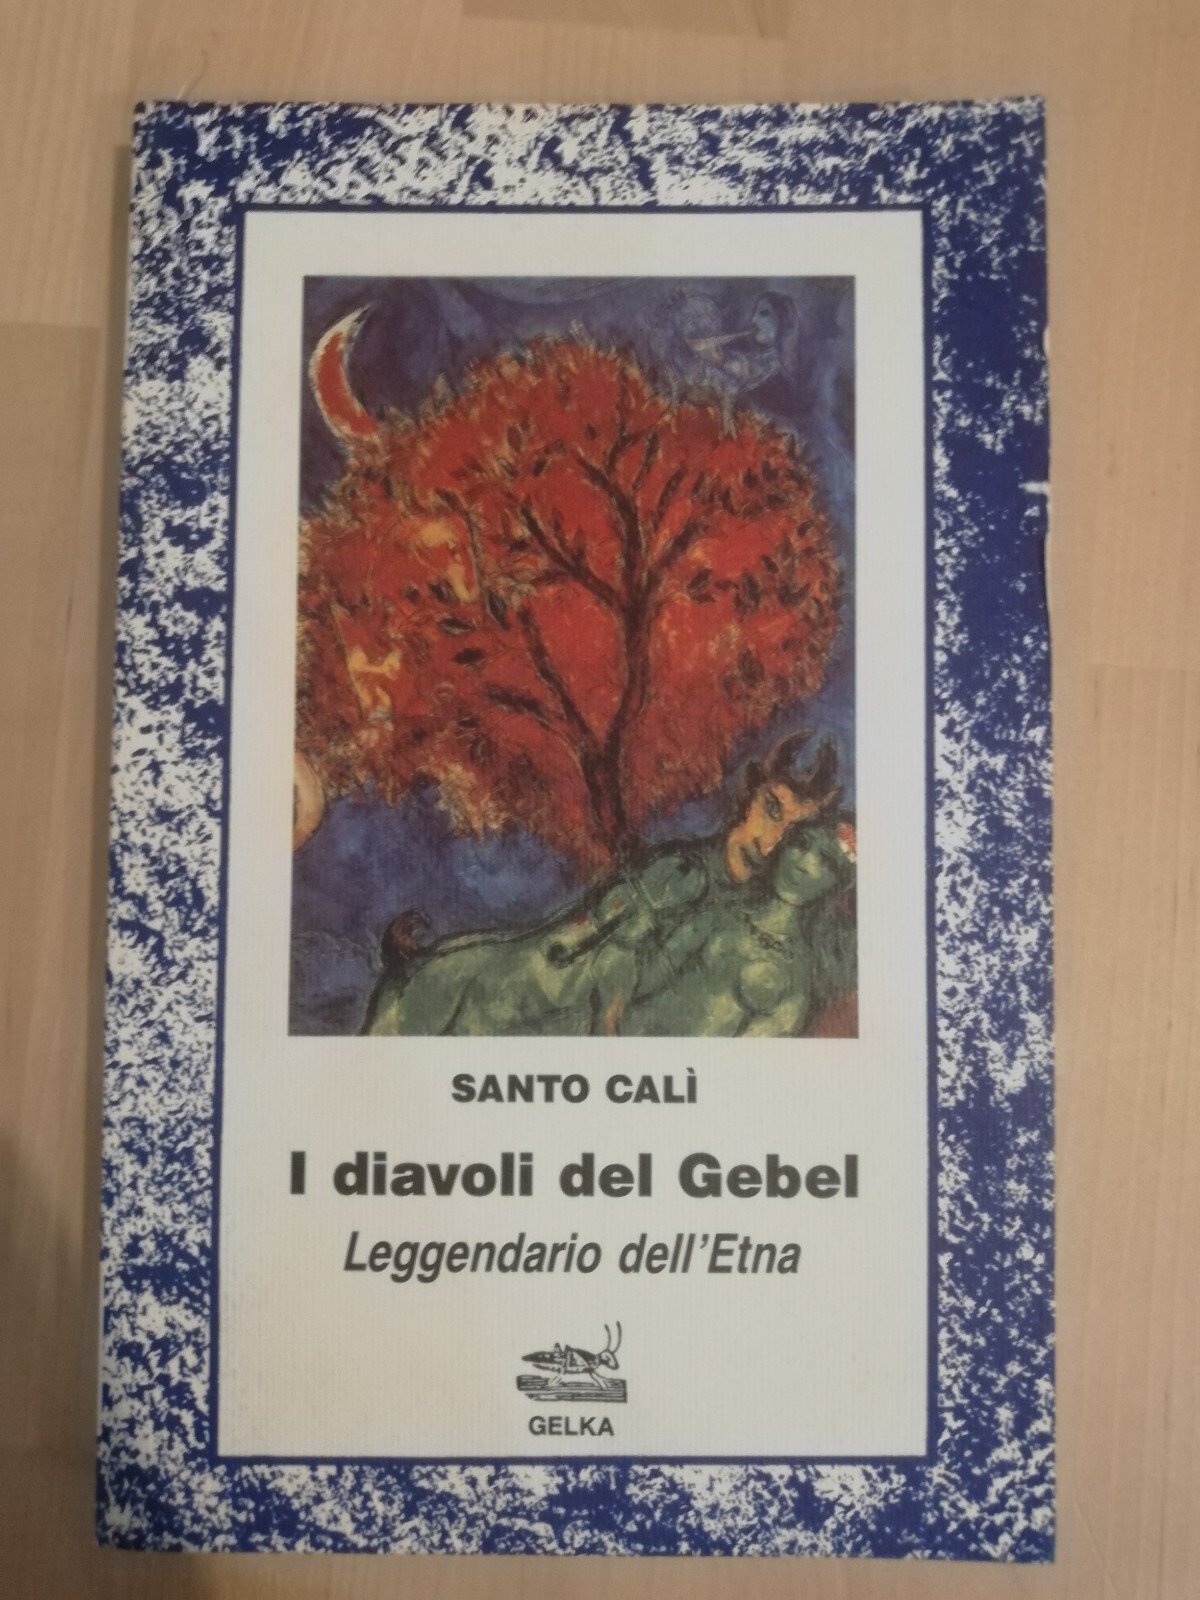 SANTO CALÌ
I diavoli del Gebel
Leggendario dell'Etna
GELKA